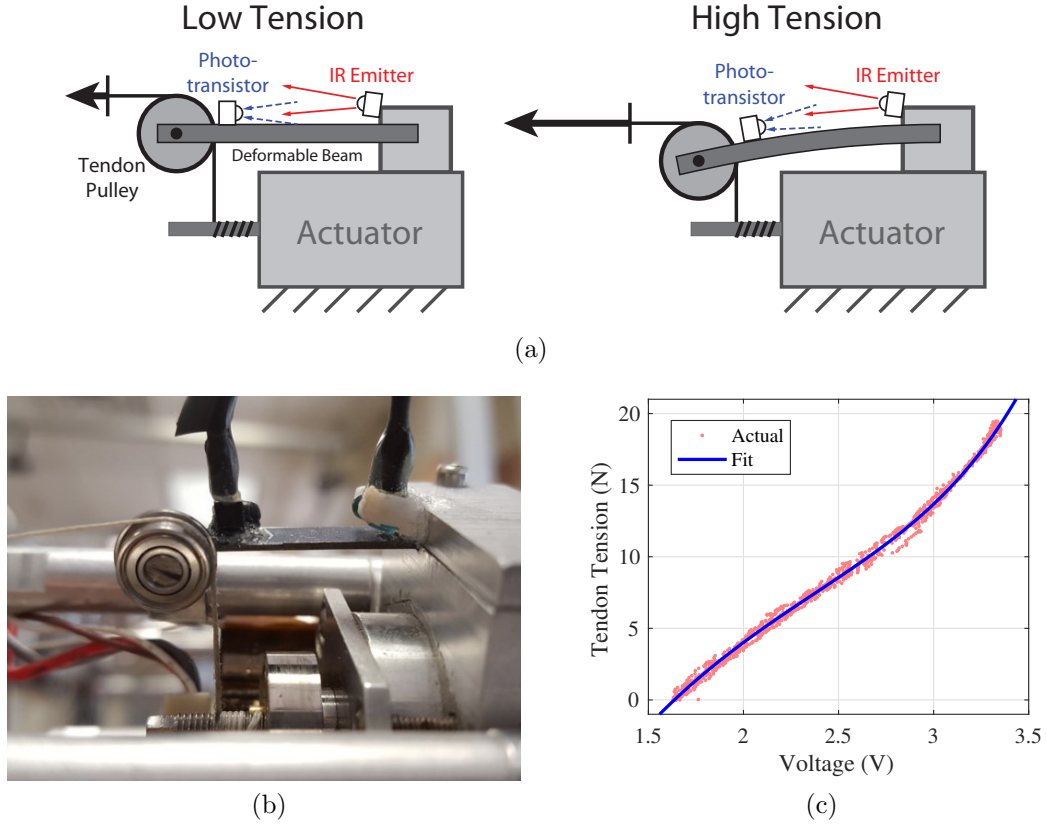 Low Tension
High Tension
Photo-
transistor
IR Emitter
Tendon
Pulley
Deformable Beam
Actuator
Photo-
transistor
IR Emitter
Actuator
(a)
(b)
Actual
Fit
Tendon Tension (N)
20
15
10
5
0
1.5 2 2.5 3 3.5
Voltage (V)
(c)